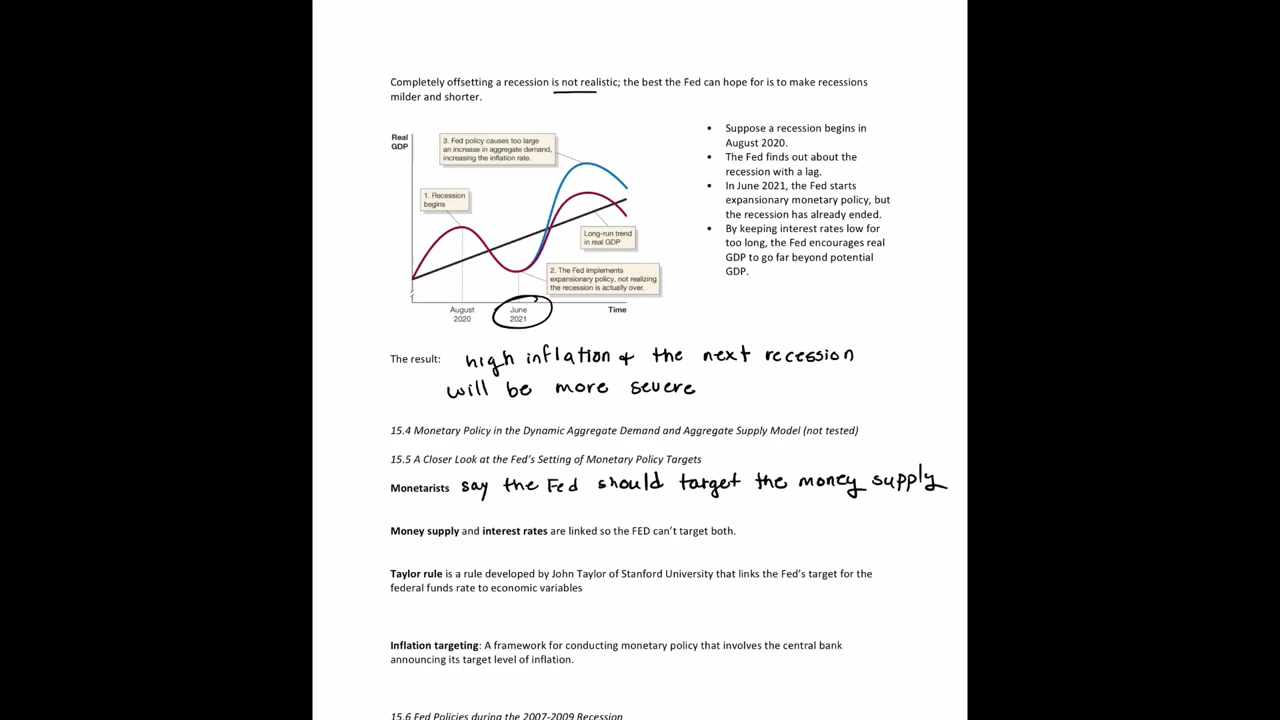 Completely offsetting a recession is not realistic; the best the Fed can hope for is to make recessions
milder and shorter.
Real
GDP
3. Fed policy causes too large
an increase in aggregate demand,
increasing the inflation rate.
1. Recession
begins
Long-run trend
in real GDP
2. The Fed implements
expansionary policy, not realizing
the recession is actually over.
August
2020
June
2021
Time
• Suppose a recession begins in
August 2020.
• The Fed finds out about the
recession with a lag.
• In June 2021, the Fed starts
expansionary monetary policy, but
the recession has already ended.
• By keeping interest rates low for
too long, the Fed encourages real
GDP to go far beyond potential
GDP.
The result: high inflation + the next recession
will be more severe
15.4 Monetary Policy in the Dynamic Aggregate Demand and Aggregate Supply Model (not tested)
15.5 A Closer Look at the Fed's Setting of Monetary Policy Targets
Monetarists say the Fed should target the money supply
Money supply and interest rates are linked so the FED can't target both.
Taylor rule is a rule developed by John Taylor of Stanford University that links the Fed's target for the
federal funds rate to economic variables
Inflation targeting: A framework for conducting monetary policy that involves the central bank
announcing its target level of inflation.
15.6 Fed Policies during the 2007-2009 Recession